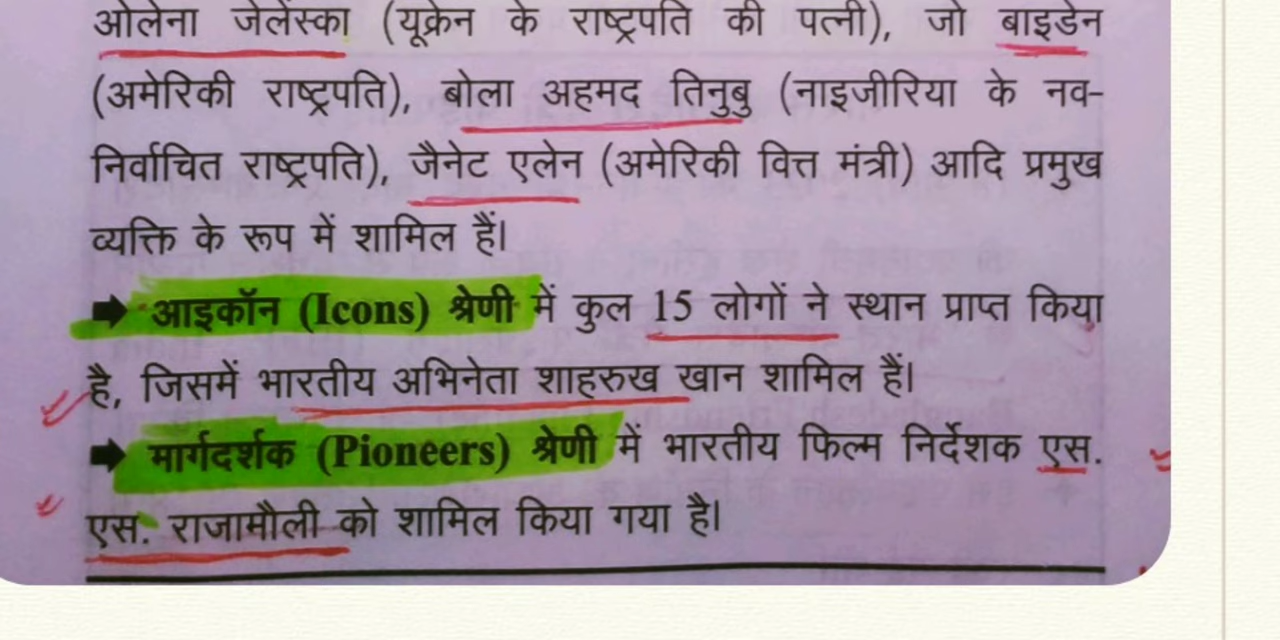 ओलेना जेलेंस्का (यूक्रेन के राष्ट्रपति की पत्नी), जो बाइडेन
(अमेरिकी राष्ट्रपति), बोला अहमद तिनुबु (नाइजीरिया के नव-
निर्वाचित राष्ट्रपति), जैनेट एलेन (अमेरिकी वित्त मंत्री) आदि प्रमुख
व्यक्ति के रूप में शामिल हैं।
➡ आइकॉन (Icons) श्रेणी में कुल 15 लोगों ने स्थान प्राप्त किया
है, जिसमें भारतीय अभिनेता शाहरुख खान शामिल हैं।
➡ मार्गदर्शक (Pioneers) श्रेणी में भारतीय फिल्म निर्देशक एस.
एस. राजामौली को शामिल किया गया है।